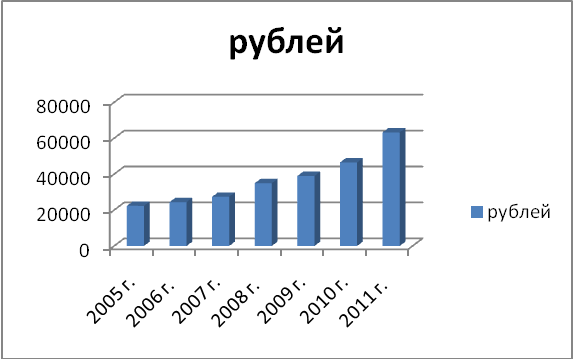 рублей
80000
60000
40000
20000
0
рублей
2005 г.
2006 г.
2007 г.
2008 г.
2009 г.
2010 г.
2011 г.